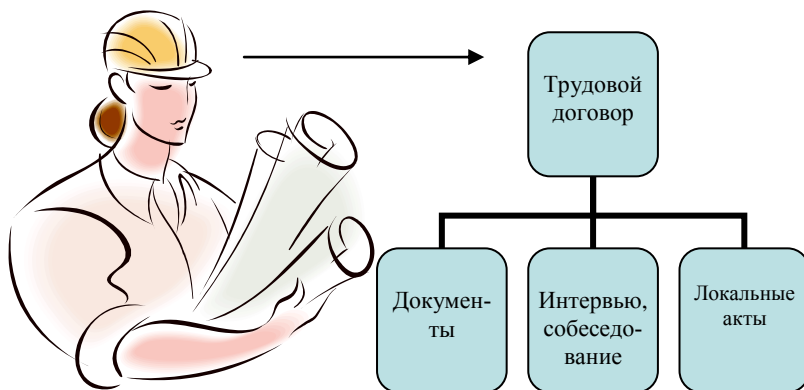 Трудовой
договор
Докумен-
ты
Интервью,
собеседо-
вание
Локальные
акты